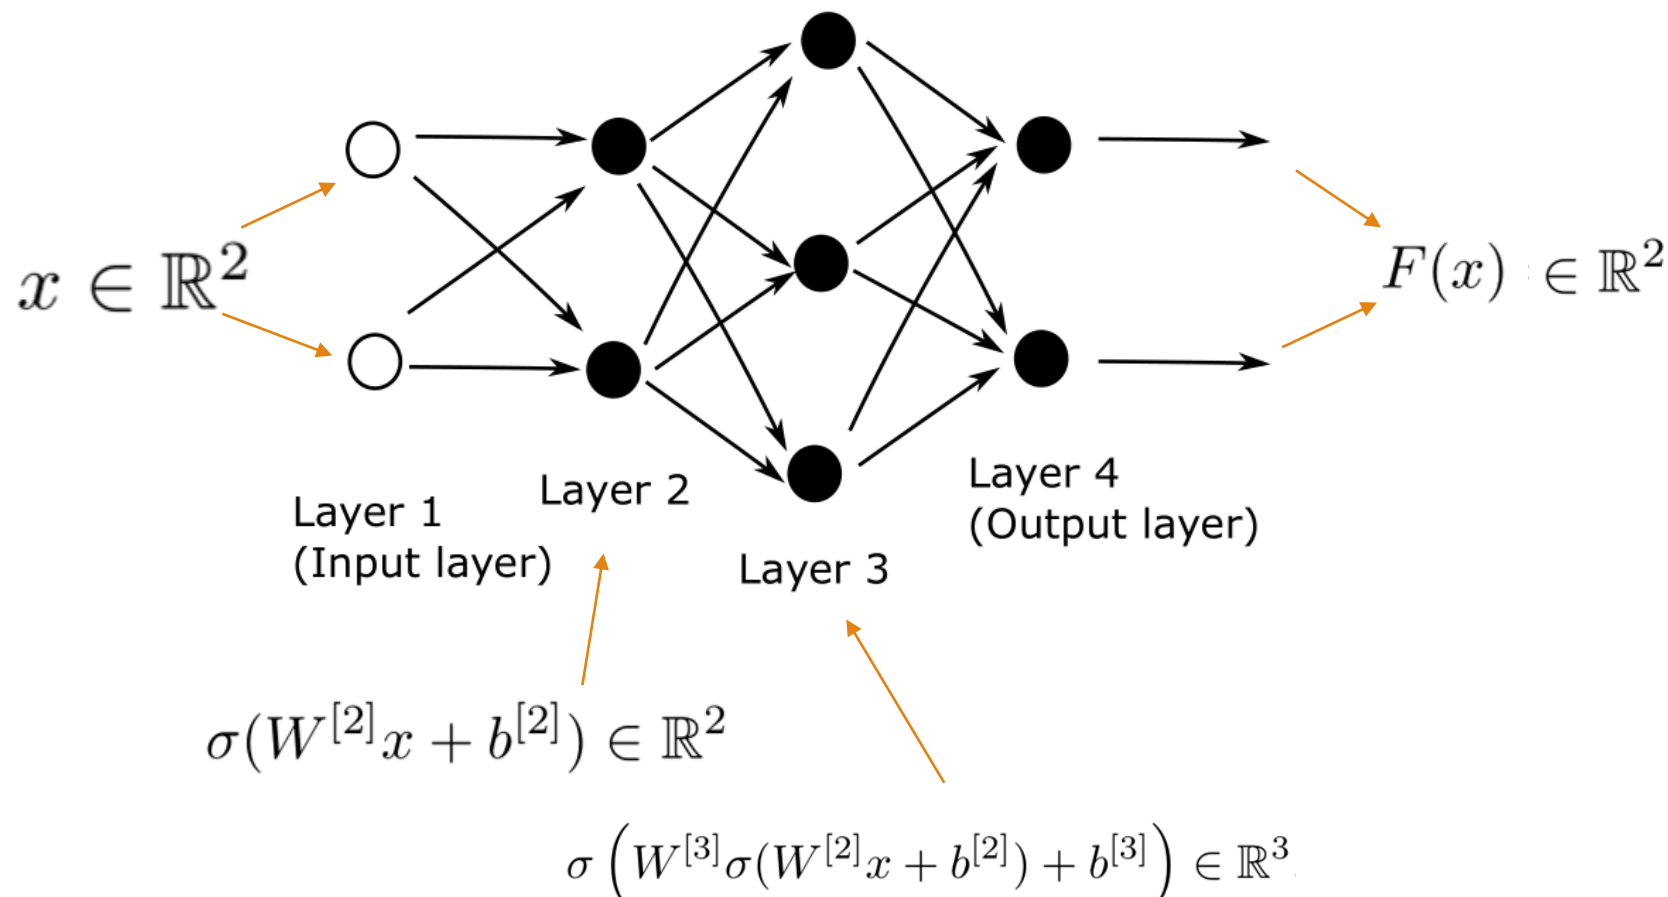 x ∈ ℝ²
F(x) ∈ ℝ²
Layer 1
(Input layer)
Layer 2
Layer 3
Layer 4
(Output layer)
σ(W^[2]x + b^[2]) ∈ ℝ²
σ(W^[3]σ(W^[2]x + b^[2]) + b^[3]) ∈ ℝ³